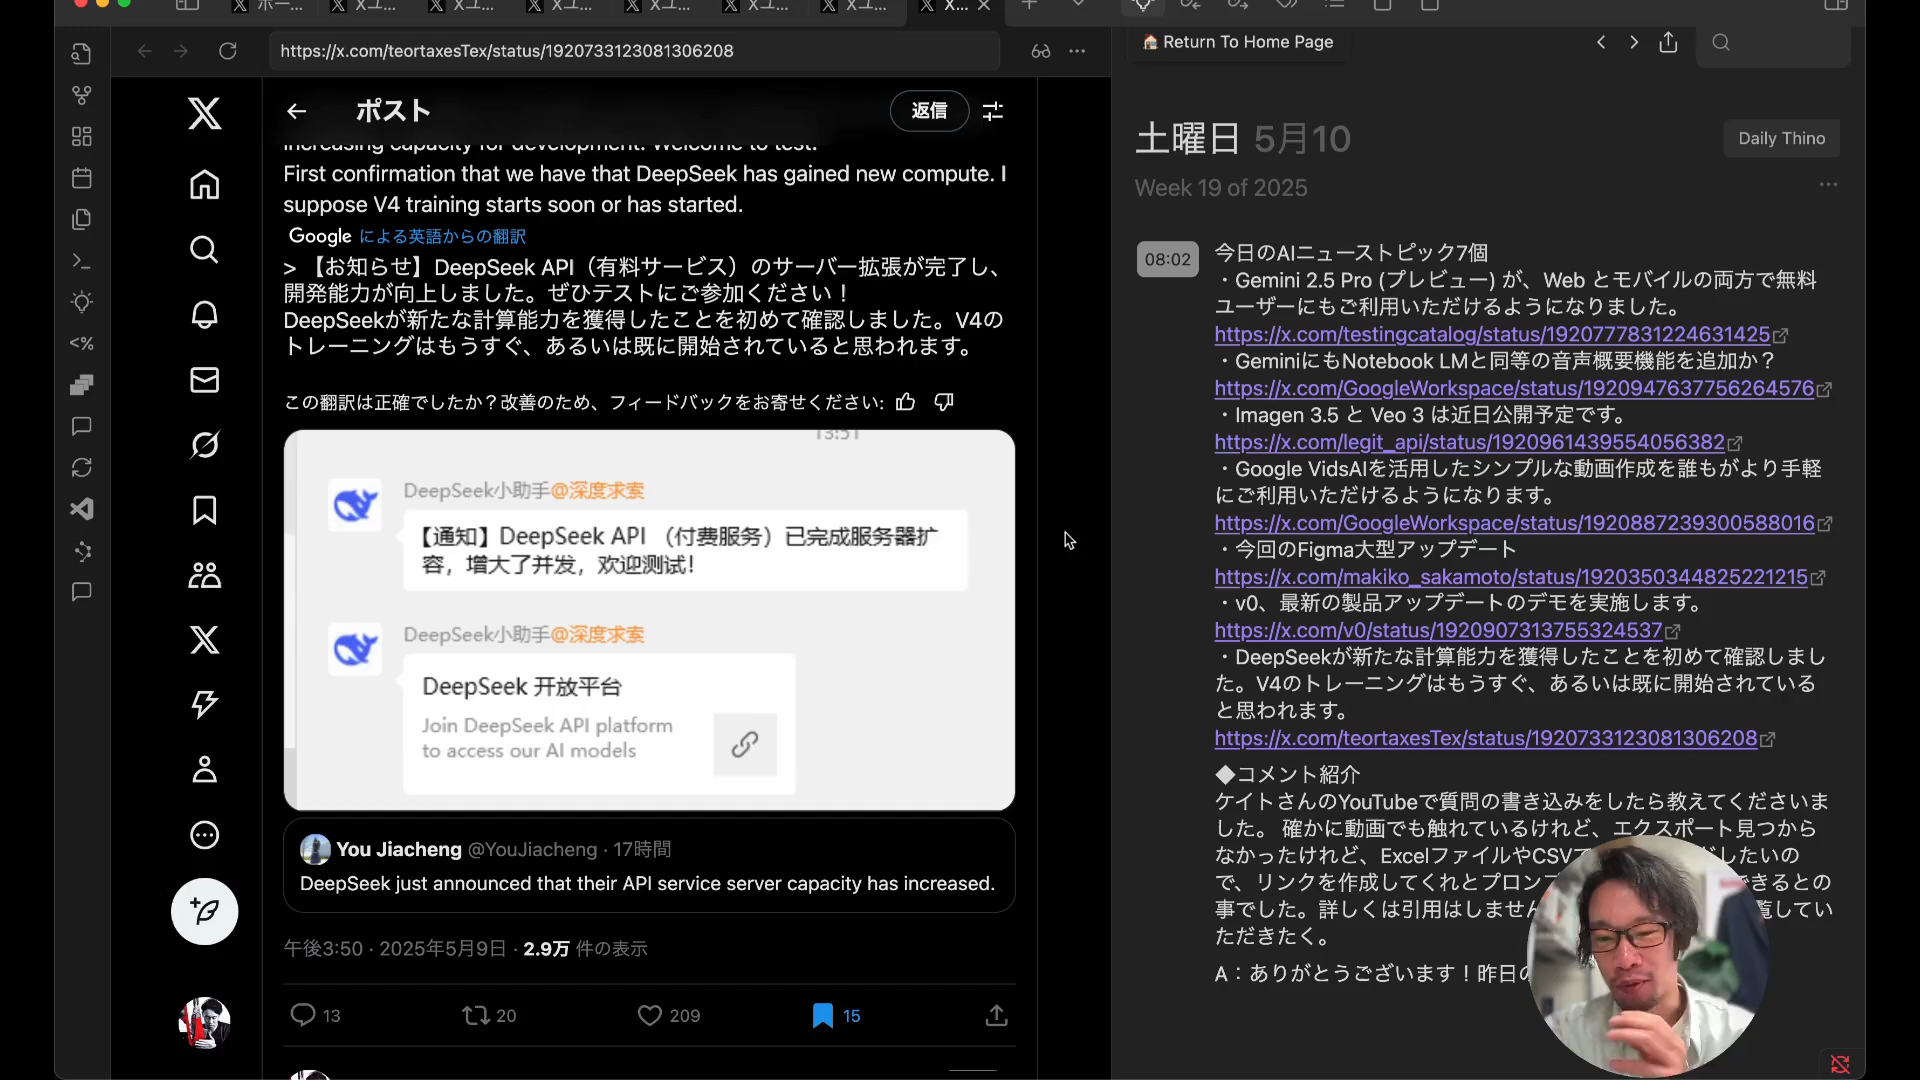 https://x.com/teortaxesTex/status/1920733123081306208
ポスト
返信
increasing capacity for development. Welcome to test.
First confirmation that we have that DeepSeek has gained new compute. I
suppose V4 training starts soon or has started.
Google による英語からの翻訳
> 【お知らせ】DeepSeek API（有料サービス）のサーバー拡張が完了し、
開発能力が向上しました。ぜひテストにご参加ください！
DeepSeekが新たな計算能力を獲得したことを初めて確認しました。V4の
トレーニングはもうすぐ、あるいは既に開始されていると思われます。
この翻訳は正確でしたか？改善のため、フィードバックをお寄せください:
13:51
DeepSeek小助手@深度求索
【通知】DeepSeek API （付费服务）已完成服务器扩
容，增大了并发，欢迎测试!
DeepSeek小助手@深度求索
DeepSeek 开放平台
Join DeepSeek API platform
to access our AI models
You Jiacheng @YouJiacheng · 17時間
DeepSeek just announced that their API service server capacity has increased.
午後3:50 · 2025年5月9日 · 2.9万 件の表示
13
20
209
15
Return To Home Page
土曜日 5月10
Daily Thino
Week 19 of 2025
08:02
今日のAIニューストピック7個
・Gemini 2.5 Pro (プレビュー) が、Web とモバイルの両方で無料
ユーザーにもご利用いただけるようになりました。
https://x.com/testingcatalog/status/1920777831224631425
・GeminiにもNotebook LMと同等の音声概要機能を追加か？
https://x.com/GoogleWorkspace/status/1920947637756264576
・Imagen 3.5 と Veo 3 は近日公開予定です。
https://x.com/legit_api/status/1920961439554056382
・Google VidsAIを活用したシンプルな動画作成を誰もがより手軽
にご利用いただけるようになります。
https://x.com/GoogleWorkspace/status/1920887239300588016
・今回のFigma大型アップデート
https://x.com/makiko_sakamoto/status/1920350344825221215
・v0、最新の製品アップデートのデモを実施します。
https://x.com/v0/status/1920907313755324537
・DeepSeekが新たな計算能力を獲得したことを初めて確認しまし
た。V4のトレーニングはもうすぐ、あるいは既に開始されている
と思われます。
https://x.com/teortaxesTex/status/1920733123081306208
◆コメント紹介
ケイトさんのYouTubeで質問の書き込みをしたら教えてくださいま
した。 確かに動画でも触れているけれど、エクスポート見つから
なかったけれど、ExcelファイルやCSVで
したいの
で、リンクを作成してくれとプロン
できるとの
事でした。詳しくは引用はしません
覧してい
ただきたく。
A：ありがとうございます！昨日の